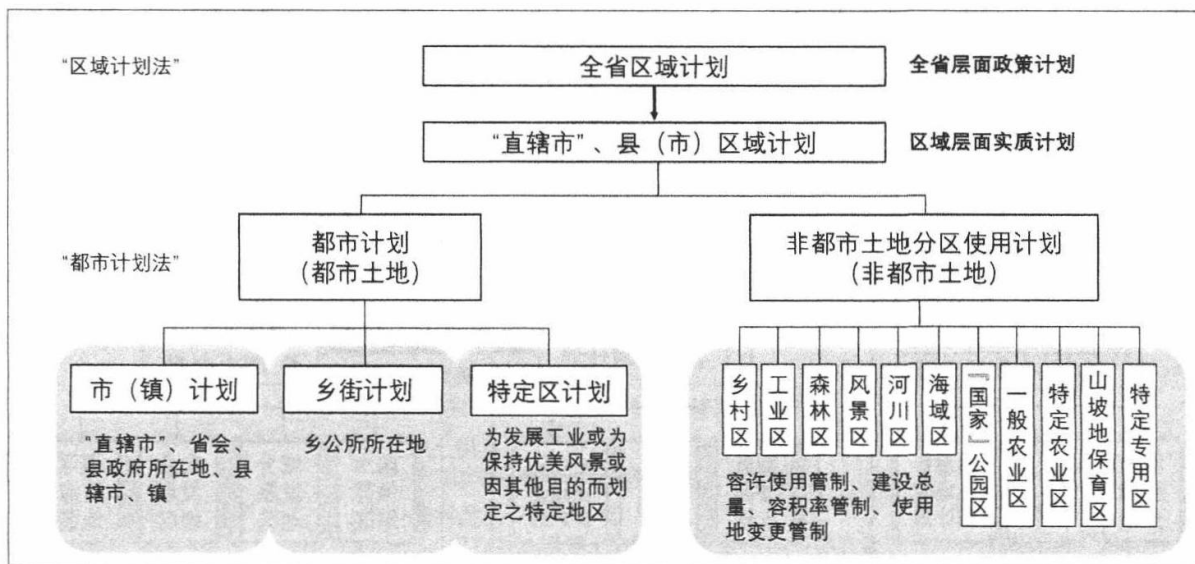 “区域计划法”
全省区域计划
全省层面政策计划
“直辖市”、县（市）区域计划
区域层面实质计划
“都市计划法”
都市计划
（都市土地）
非都市土地分区使用计划
（非都市土地）
市（镇）计划
“直辖市”、省会、
县政府所在地、县
辖市、镇
乡街计划
乡公所所在地
特定区计划
为发展工业或为
保持优美风景或
因其他目的而划
定之特定地区
乡村区
工业区
森林区
风景区
河川区
海域区
『国家』公园区
一般农业区
特定农业区
山坡地保育区
特定专用区
容许使用管制、建设总
量、容积率管制、使用
地变更管制